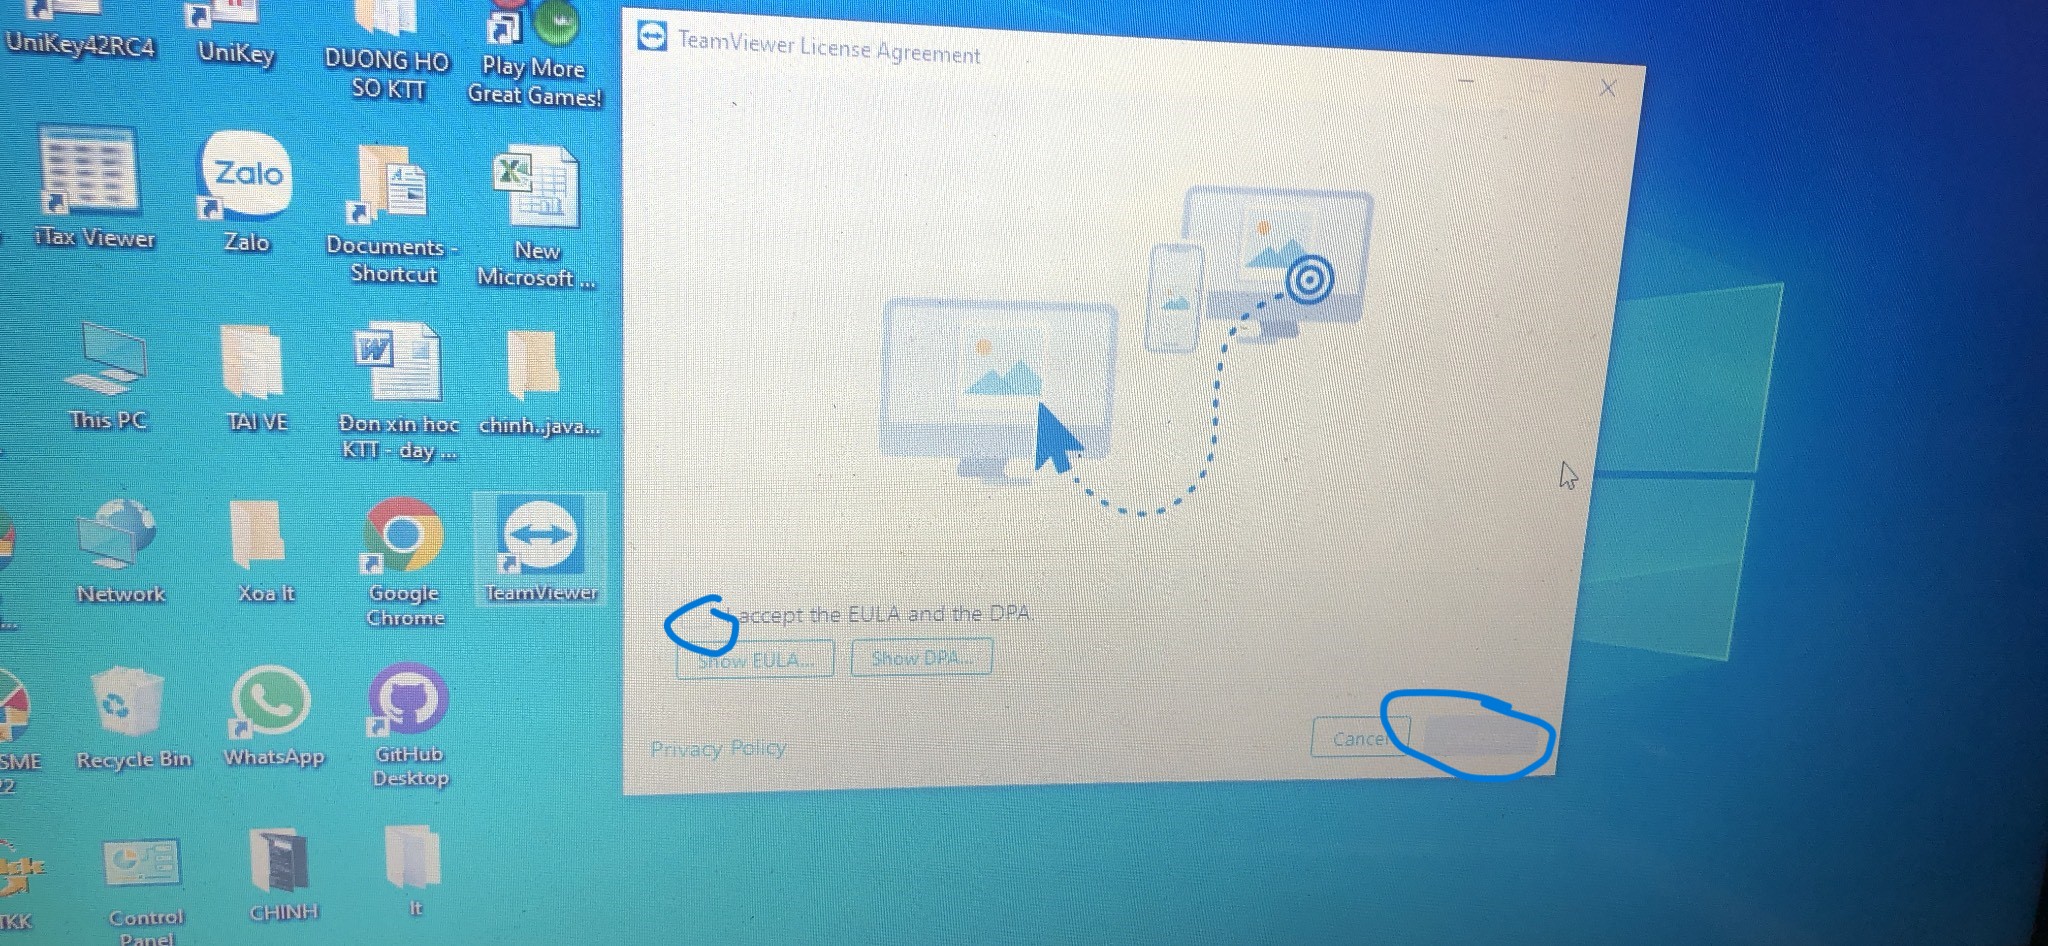 UniKey42RC4
UniKey
DUONG HO
SO KTT
Play More
Great Games!
iTax Viewer
Zalo
Zalo
Documents -
Shortcut
New
Microsoft ...
This PC
TAI VE
Đon xin hoc
KTT - day ...
chinh..java...
Network
Xoa It
Google
Chrome
TeamViewer
...
SME
Recycle Bin
WhatsApp
GitHub
Desktop
Control
Panel
CHINH
It
TeamViewer License Agreement
accept the EULA and the DPA.
Show EULA...
Show DPA...
Privacy Policy
Cancel